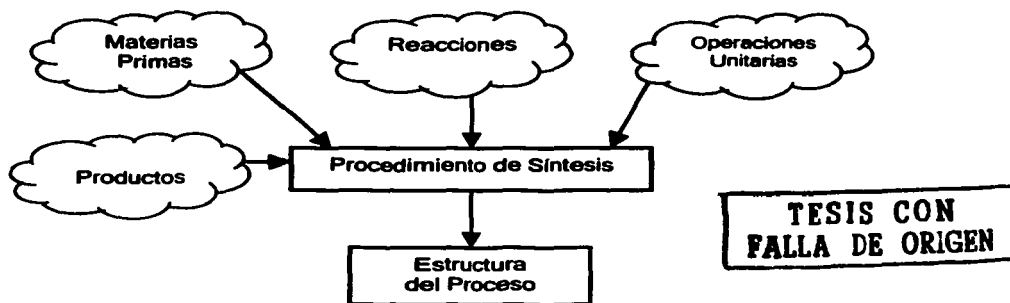 Materias
Primas
Reacciones
Operaciones
Unitarias
Productos
Procedimiento de Síntesis
Estructura
del Proceso
TESIS CON
FALLA DE ORIGEN